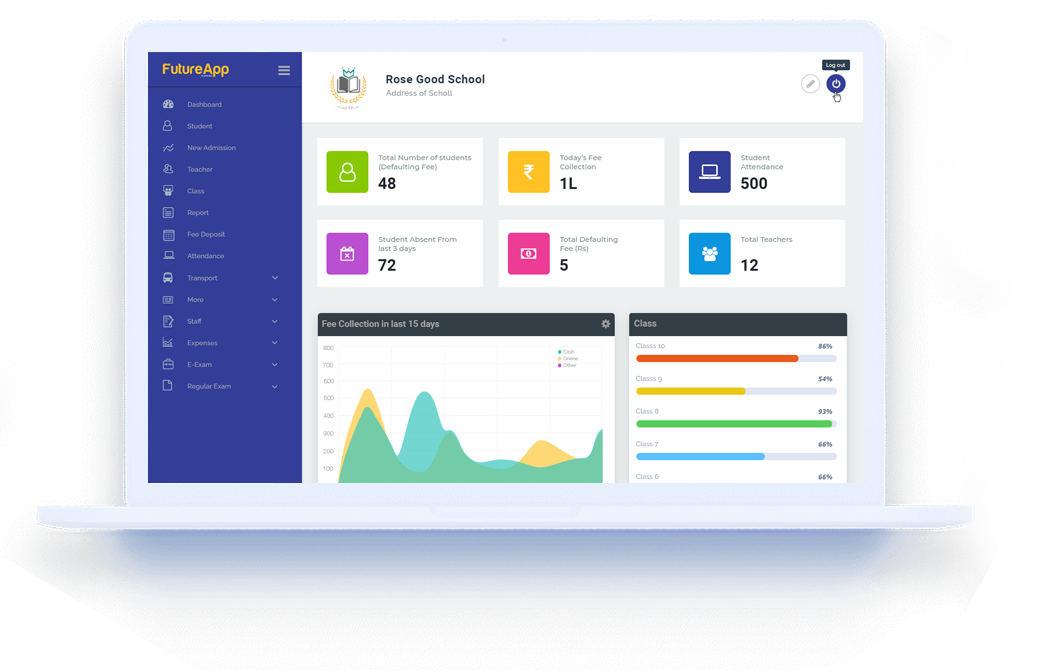 FutureApp
Dashboard
Student
New Admission
Teacher
Class
Report
Fee Deposit
Attendance
Transport
More
Staff
Expenses
E-Exam
Regular Exam
Rose Good School
Address of Scholl
Log out
Total Number of students
(Defaulting Fee)
48
Today's Fee
Collection
1L
Student
Attendance
500
Student Absent From
last 3 days
72
Total Defaulting
Fee (Rs)
5
Total Teachers
12
Fee Collection in last 15 days
800
700
600
500
400
300
200
100
Cash
Online
Other
Class
Classs 10
86%
Classs 9
54%
Class 8
93%
Class 7
66%
Class 6
66%